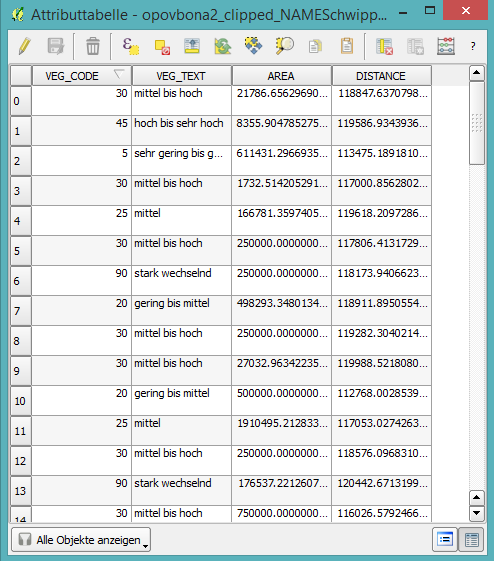 Attributtabelle - opovbona2_clipped_NAMESchwipp...
?
VEG_CODE VEG_TEXT AREA DISTANCE
0 30 mittel bis hoch 21786.65629690... 118847.6370798...
1 45 hoch bis sehr hoch 8355.904785275... 119586.9343936...
2 5 sehr gering bis g... 611431.2966935... 113475.1891810...
3 30 mittel bis hoch 1732.514205291... 117000.8562802...
4 25 mittel 166781.3597405... 119618.2097286...
5 30 mittel bis hoch 250000.0000000... 117806.4131729...
6 90 stark wechselnd 250000.0000000... 118173.9406623...
7 20 gering bis mittel 498293.3480134... 118911.8950554...
8 30 mittel bis hoch 250000.0000000... 119282.3040214...
9 30 mittel bis hoch 27032.96342235... 119988.5218080...
10 20 gering bis mittel 500000.0000000... 112768.0028539...
11 25 mittel 1910495.212833... 117053.0274263...
12 30 mittel bis hoch 250000.0000000... 118576.0968310...
13 90 stark wechselnd 176537.2212607... 120442.6713199...
14 30 mittel bis hoch 750000.0000000... 116026.5792466...
Alle Objekte anzeigen